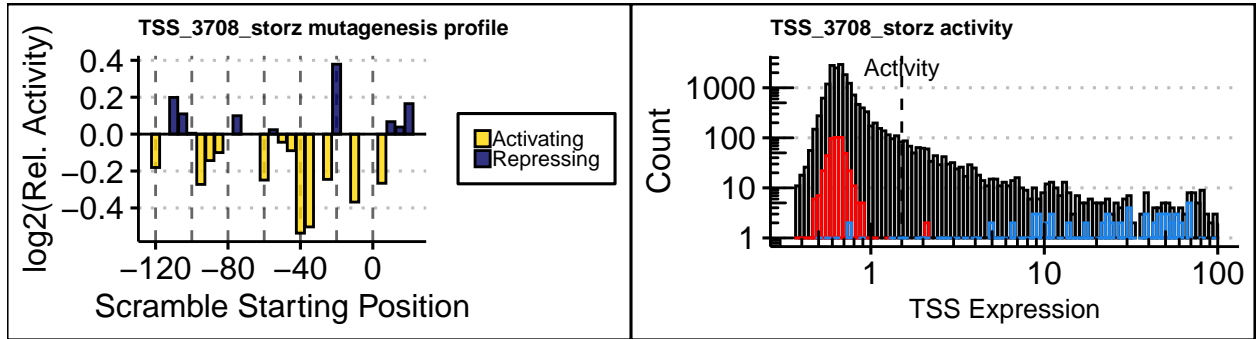 TSS_3708_storz mutagenesis profile
log2(Rel. Activity)
0.4
0.2
0.0
−0.2
−0.4
−120 −80 −40 0
Scramble Starting Position
Activating
Repressing
TSS_3708_storz activity
Activity
Count
1000
100
10
1
1 10 100
TSS Expression